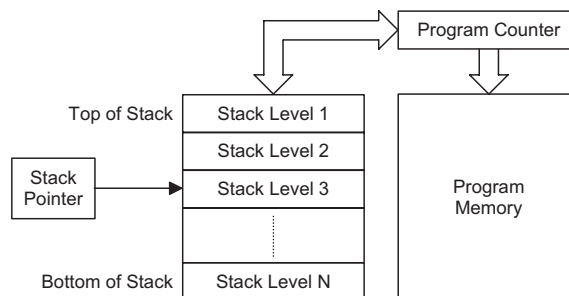 Program Counter
Top of Stack
Stack Level 1
Stack Level 2
Stack
Pointer
Stack Level 3
Program
Memory
Bottom of Stack
Stack Level N